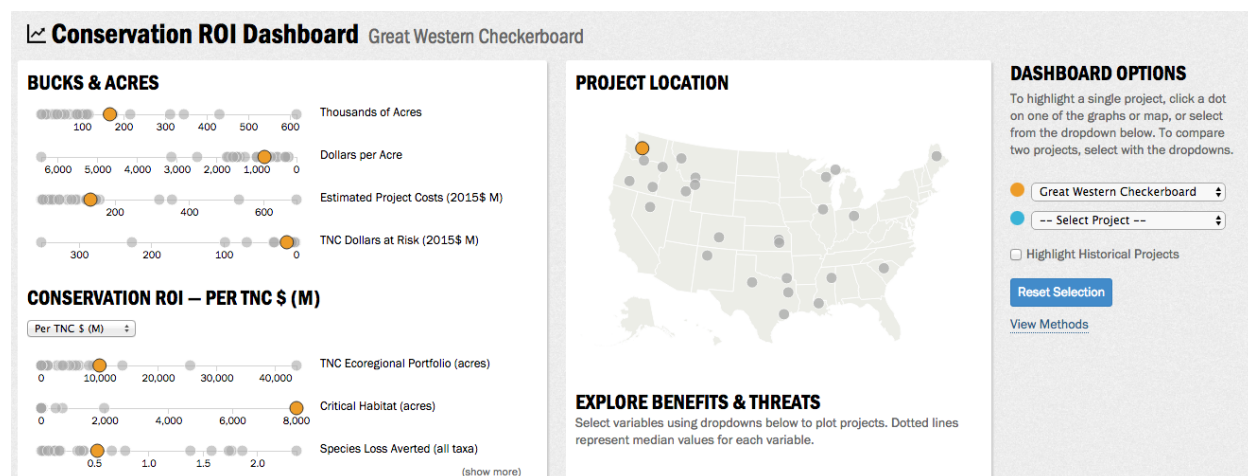 Conservation ROI Dashboard Great Western Checkerboard
BUCKS & ACRES
100 200 300 400 500 600
Thousands of Acres
6,000 5,000 4,000 3,000 2,000 1,000 0
Dollars per Acre
200 400 600
Estimated Project Costs (2015$ M)
300 200 100 0
TNC Dollars at Risk (2015$ M)
CONSERVATION ROI – PER TNC $ (M)
Per TNC $ (M)
0 10,000 20,000 30,000 40,000
TNC Ecoregional Portfolio (acres)
0 2,000 4,000 6,000 8,000
Critical Habitat (acres)
0.5 1.0 1.5 2.0
Species Loss Averted (all taxa)
(show more)
PROJECT LOCATION
EXPLORE BENEFITS & THREATS
Select variables using dropdowns below to plot projects. Dotted lines
represent median values for each variable.
DASHBOARD OPTIONS
To highlight a single project, click a dot
on one of the graphs or map, or select
from the dropdown below. To compare
two projects, select with the dropdowns.
Great Western Checkerboard
-- Select Project --
Highlight Historical Projects
Reset Selection
View Methods